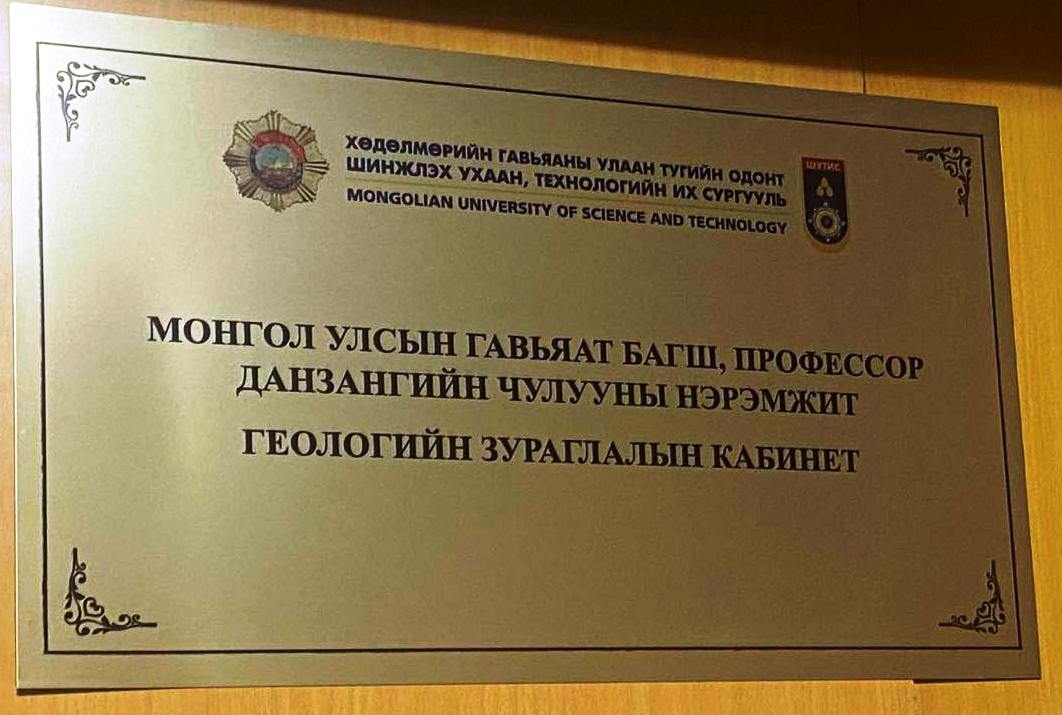 ХӨДӨЛМӨРИЙН ГАВЬЯАНЫ УЛААН ТУГИЙН ОДОНТ
ШИНЖЛЭХ УХААН, ТЕХНОЛОГИЙН ИХ СУРГУУЛЬ
MONGOLIAN UNIVERSITY OF SCIENCE AND TECHNOLOGY
ШУТИС
МОНГОЛ УЛСЫН ГАВЬЯАТ БАГШ, ПРОФЕССОР
ДАНЗАНГИЙН ЧУЛУУНЫ НЭРЭМЖИТ
ГЕОЛОГИЙН ЗУРАГЛАЛЫН КАБИНЕТ